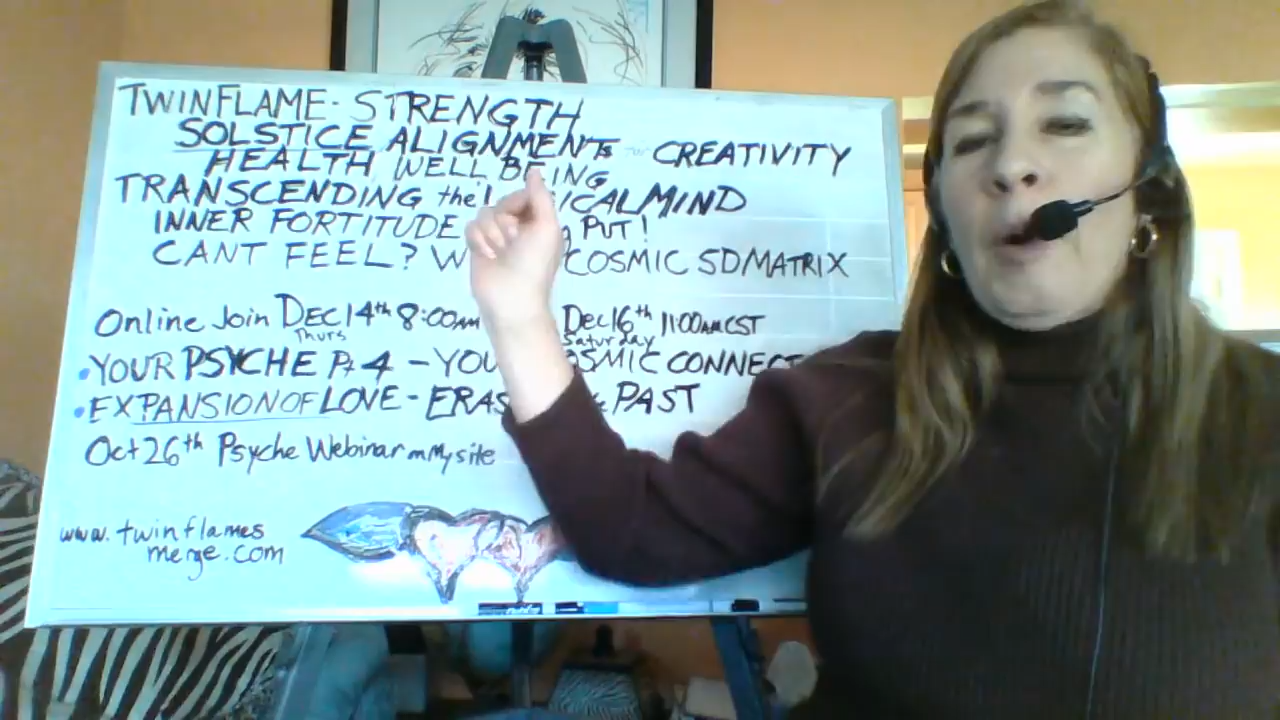 TWINFLAME - STRENGTH
SOLSTICE ALIGNMENTS - CREATIVITY
HEALTH WELL BEING
TRANSCENDING the MIND
INNER FORTITUDE PUT!
CANT FEEL? COSMIC 5DMATRIX
Online Join DEC 14th 8:00AM Dec 16th 11:00AM CST
Thurs Saturday
• YOUR PSYCHE Pt 4 - COSMIC CONNECT
• EXPANSION OF LOVE - PAST
Oct 26th Psyche Webinar on My site
www.twinflames
merge.com